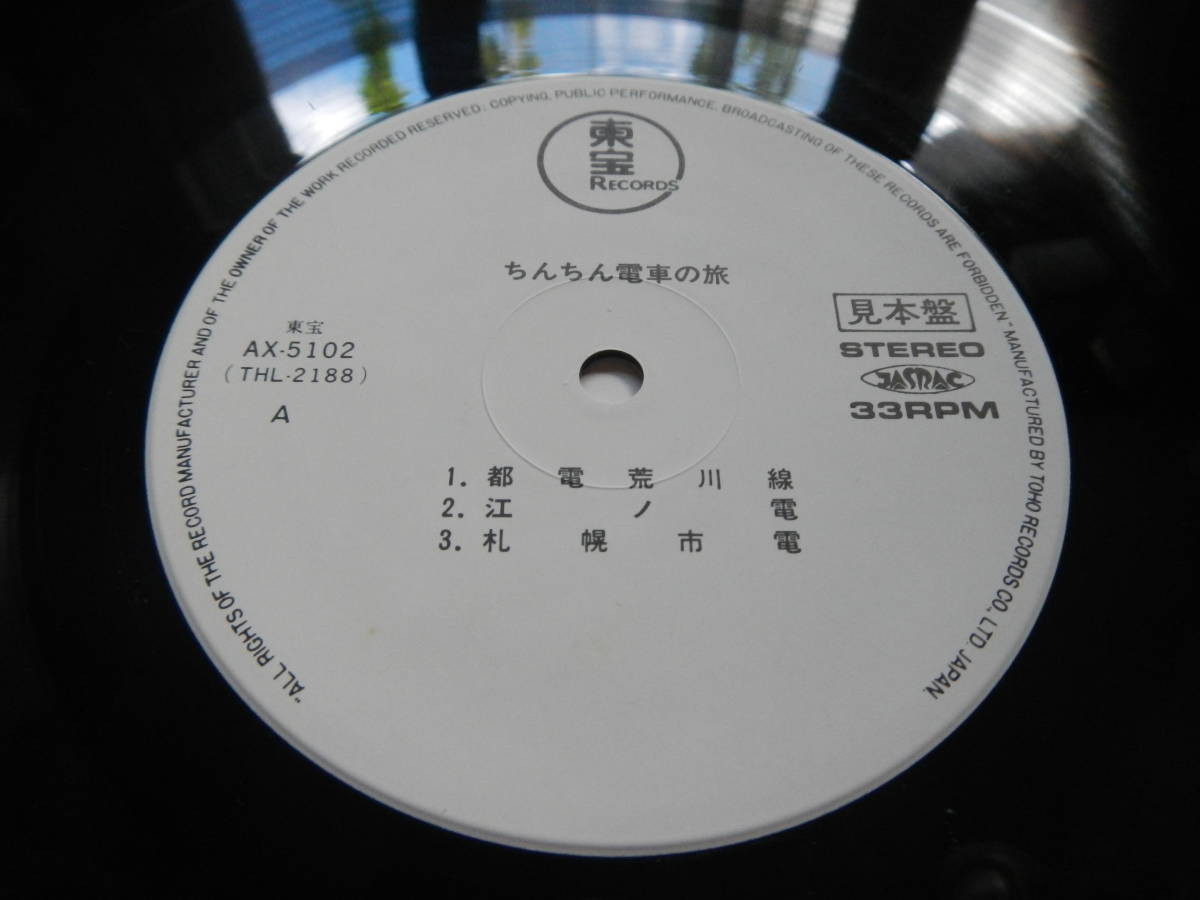 "ALL RIGHTS OF THE RECORD MANUFACTURER AND OF THE OWNER OF THE WORK RECORDED RESERVED. COPYING. PUBLIC PERFORMANCE. BROADCASTING OF THESE RECORDS ARE FORBIDDEN." MANUFACTURED BY TOHO RECORDS CO., LTD. JAPAN.
東宝
RECORDS
ちんちん電車の旅
東宝
AX-5102
(THL-2188)
A
見本盤
STEREO
JASRAC
33RPM
1. 都電荒川線
2. 江ノ電
3. 札幌市電